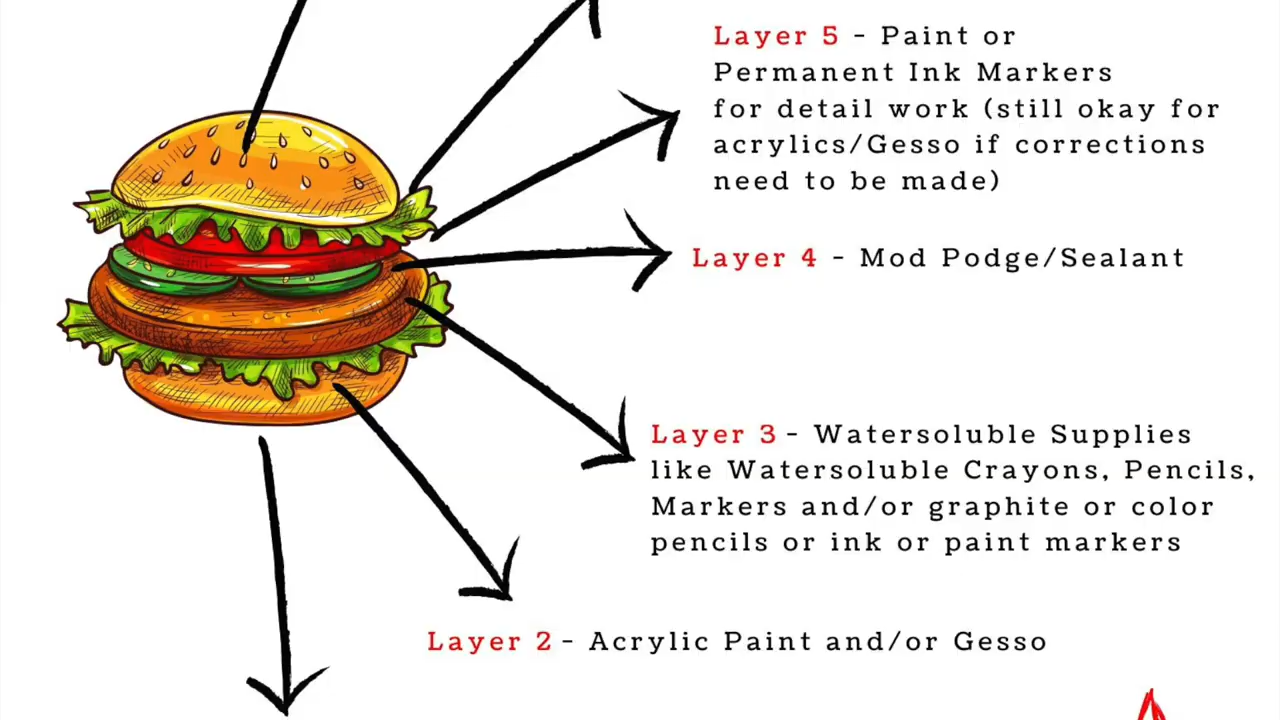 Layer 5 - Paint or
Permanent Ink Markers
for detail work (still okay for
acrylics/Gesso if corrections
need to be made)
Layer 4 - Mod Podge/Sealant
Layer 3 - Watersoluble Supplies
like Watersoluble Crayons, Pencils,
Markers and/or graphite or color
pencils or ink or paint markers
Layer 2 - Acrylic Paint and/or Gesso